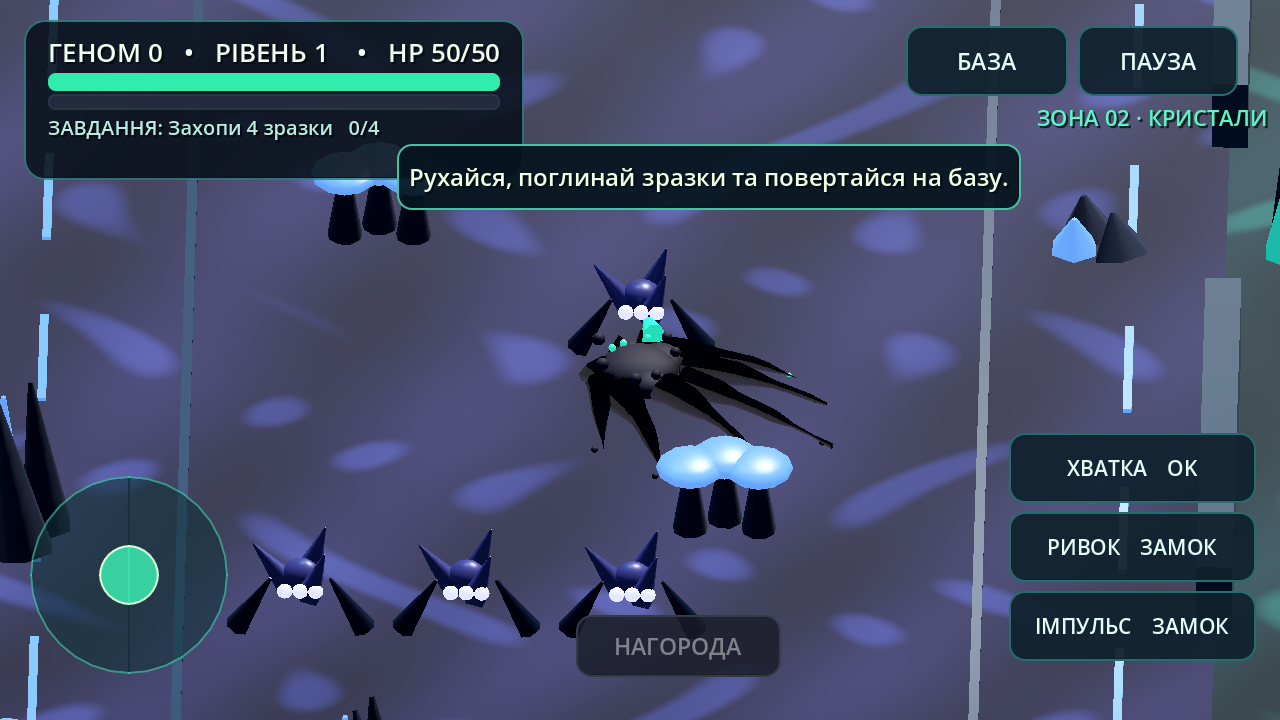 ГЕНОМ 0 • РІВЕНЬ 1 • HP 50/50
ЗАВДАННЯ: Захопи 4 зразки 0/4
БАЗА
ПАУЗА
ЗОНА 02 · КРИСТАЛИ
Рухайся, поглинай зразки та повертайся на базу.
ХВАТКА OK
РИВОК ЗАМОК
ІМПУЛЬС ЗАМОК
НАГОРОДА